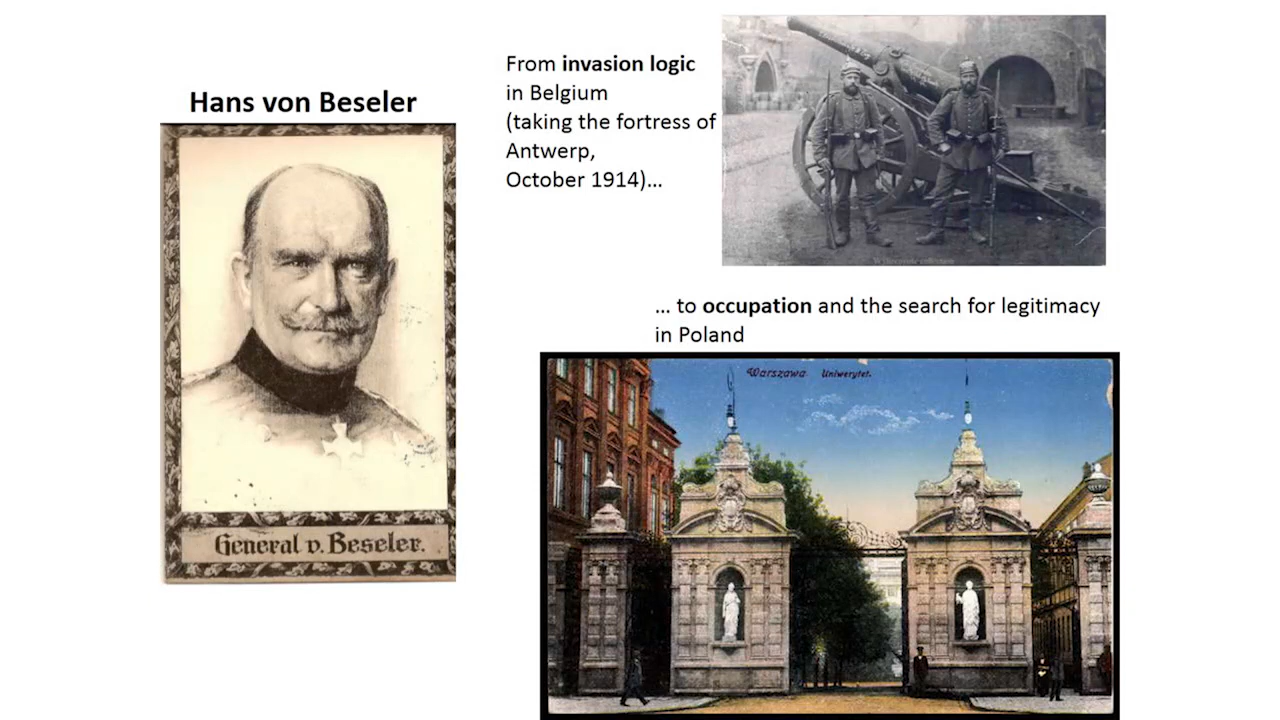 Hans von Beseler
General v. Beseler.
From invasion logic
in Belgium
(taking the fortress of
Antwerp,
October 1914)…
… to occupation and the search for legitimacy
in Poland
Warszawa. Uniwerytet.